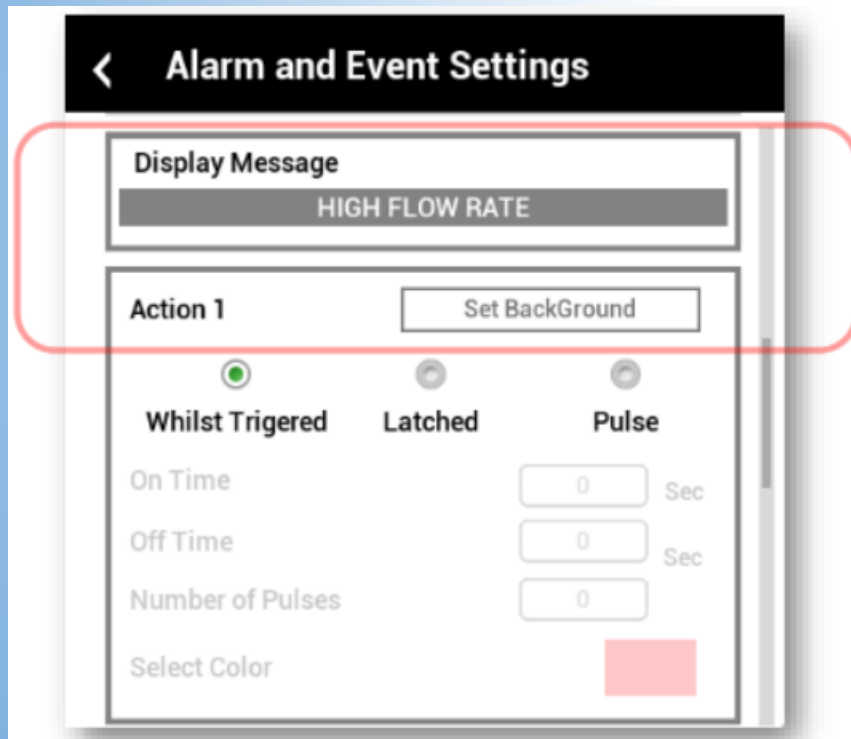 Alarm and Event Settings
Display Message
HIGH FLOW RATE
Action 1 Set BackGround
Whilst Trigered Latched Pulse
On Time 0 Sec
Off Time 0 Sec
Number of Pulses 0
Select Color